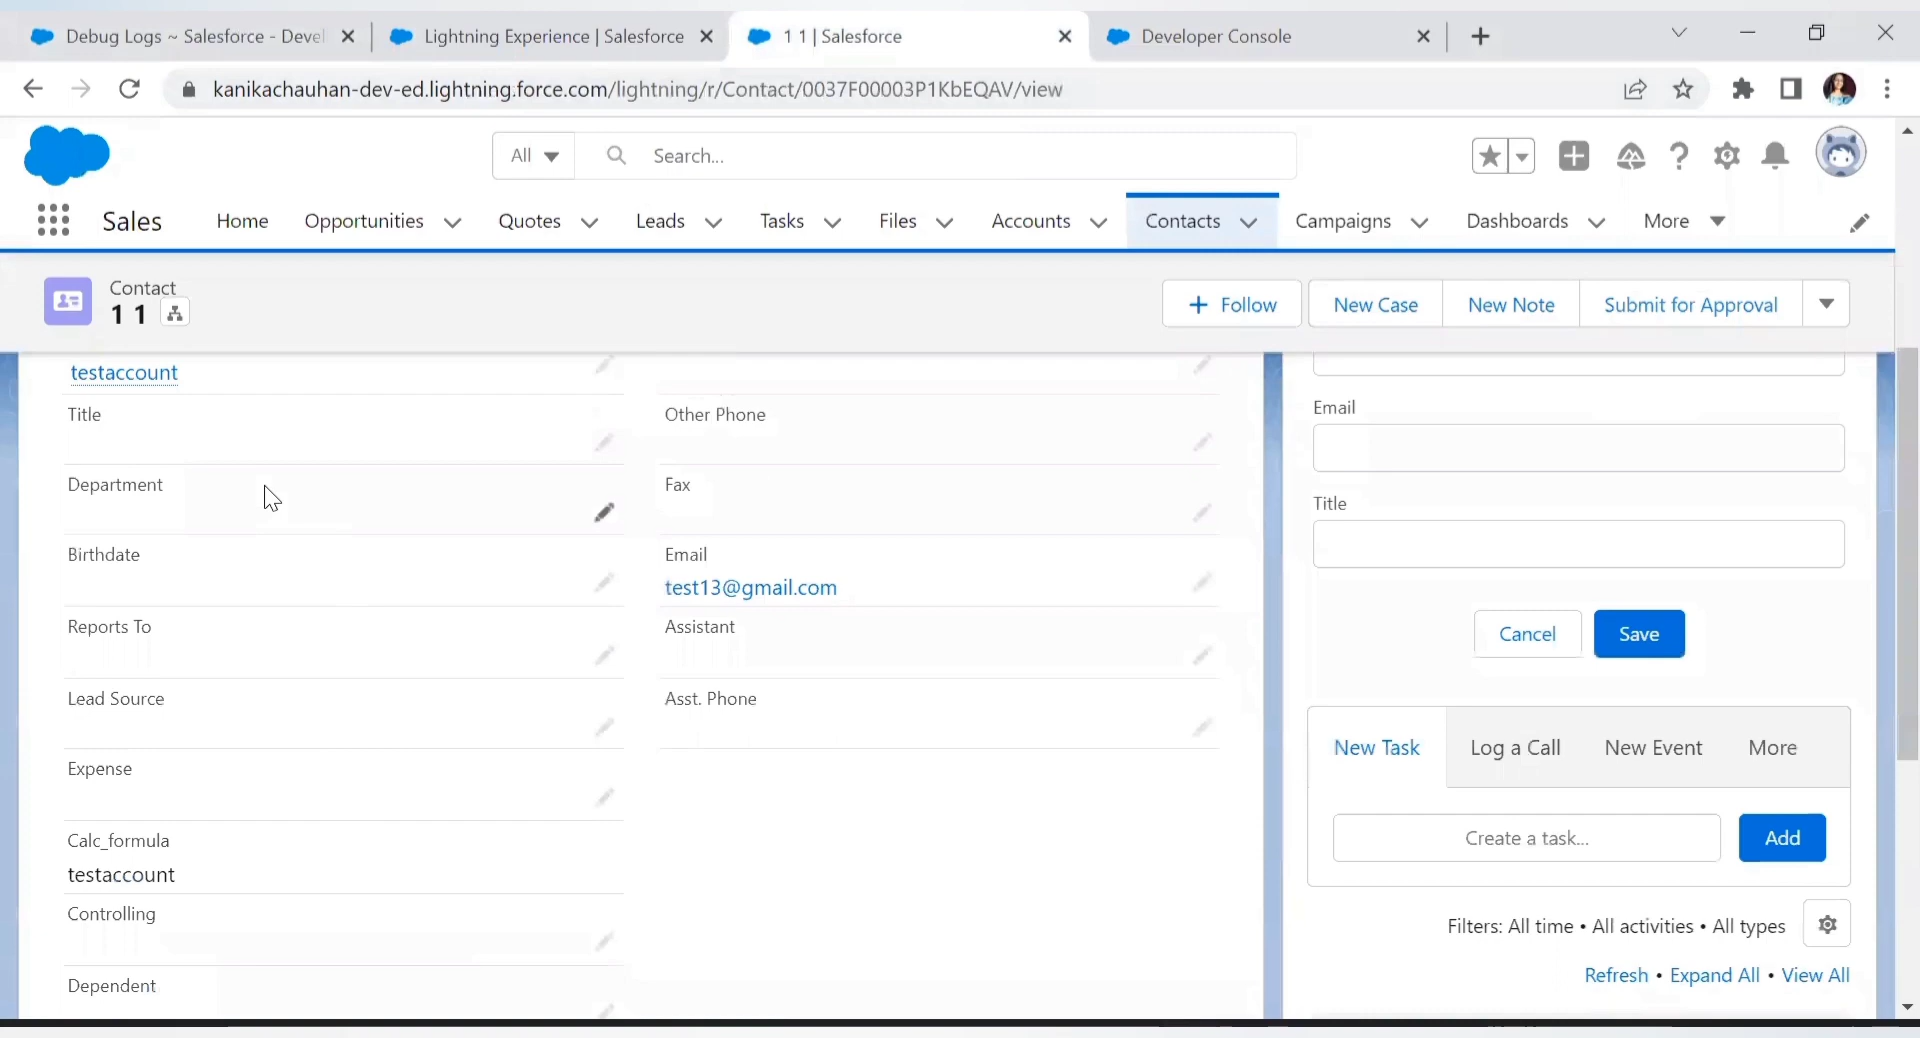 Debug Logs ~ Salesforce - Devel
Lightning Experience | Salesforce
1 1 | Salesforce
Developer Console
kanikachauhan-dev-ed.lightning.force.com/lightning/r/Contact/0037F00003P1KbEQAV/view
All
Search...
Sales
Home
Opportunities
Quotes
Leads
Tasks
Files
Accounts
Contacts
Campaigns
Dashboards
More
Contact
1 1
Follow
New Case
New Note
Submit for Approval
testaccount
Title
Department
Birthdate
Reports To
Lead Source
Expense
Calc_formula
testaccount
Controlling
Dependent
Other Phone
Fax
Email
test13@gmail.com
Assistant
Asst. Phone
Email
Title
Cancel
Save
New Task
Log a Call
New Event
More
Create a task...
Add
Filters: All time • All activities • All types
Refresh • Expand All • View All